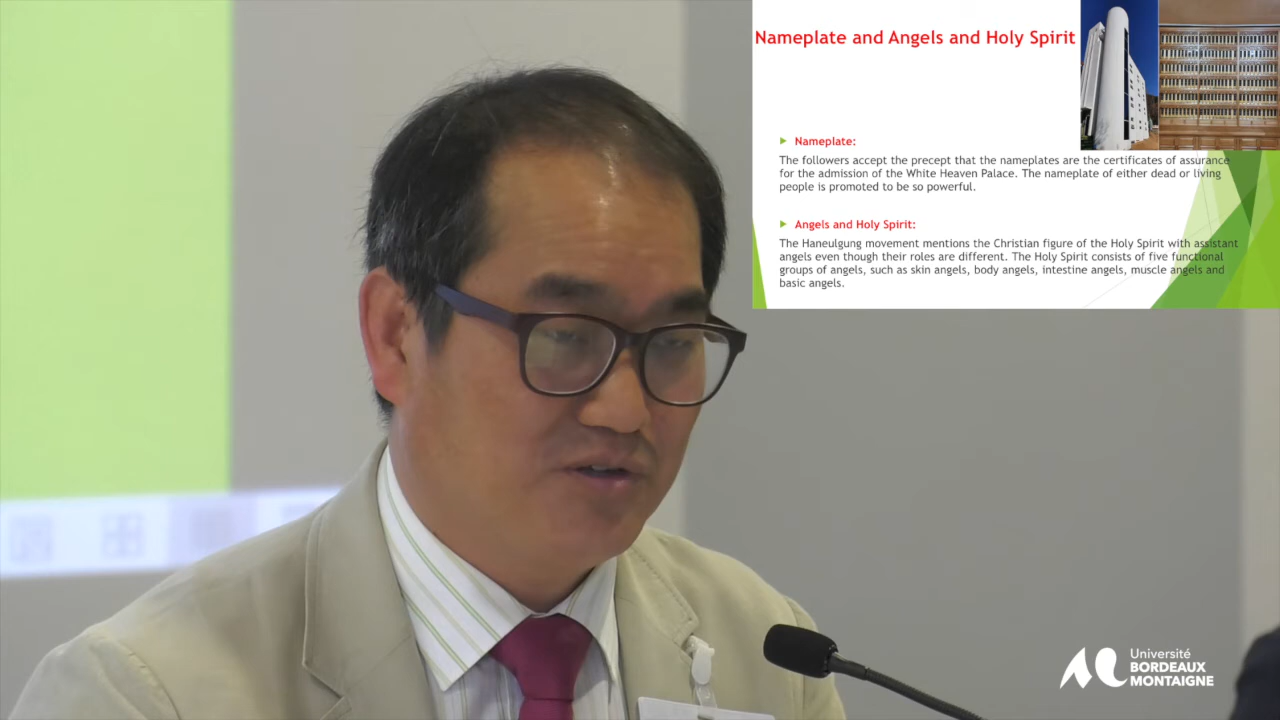 Nameplate and Angels and Holy Spirit
Nameplate:
The followers accept the precept that the nameplates are the certificates of assurance
for the admission of the White Heaven Palace. The nameplate of either dead or living
people is promoted to be so powerful.
Angels and Holy Spirit:
The Haneulgung movement mentions the Christian figure of the Holy Spirit with assistant
angels even though their roles are different. The Holy Spirit consists of five functional
groups of angels, such as skin angels, body angels, intestine angels, muscle angels and
basic angels.
Université
BORDEAUX
MONTAIGNE